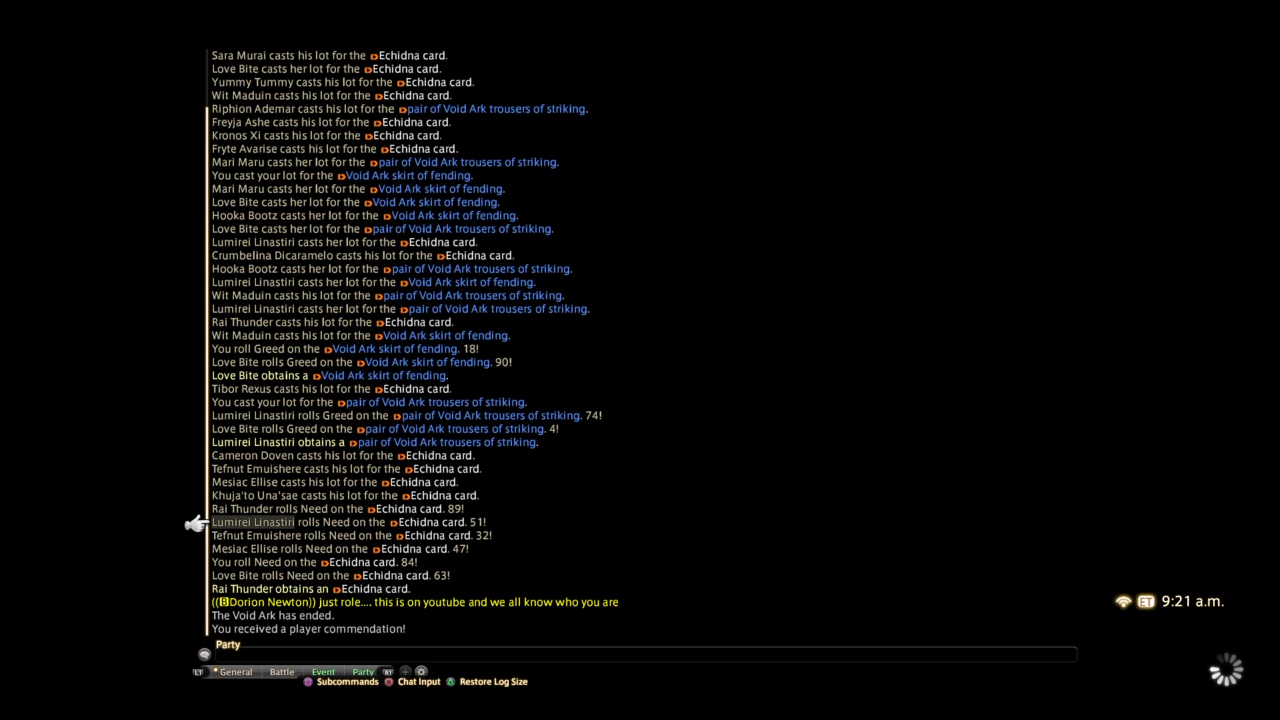 Sara Murai casts his lot for the Echidna card.
Love Bite casts her lot for the Echidna card.
Yummy Tummy casts his lot for the Echidna card.
Wit Maduin casts his lot for the Echidna card.
Riphion Ademar casts his lot for the pair of Void Ark trousers of striking.
Freyja Ashe casts his lot for the Echidna card.
Kronos Xi casts his lot for the Echidna card.
Fryte Avarise casts his lot for the Echidna card.
Mari Maru casts her lot for the pair of Void Ark trousers of striking.
You cast your lot for the Void Ark skirt of fending.
Mari Maru casts her lot for the Void Ark skirt of fending.
Love Bite casts her lot for the Void Ark skirt of fending.
Hooka Bootz casts her lot for the Void Ark skirt of fending.
Love Bite casts her lot for the pair of Void Ark trousers of striking.
Lumirei Linastiri casts her lot for the Echidna card.
Crumbelina Dicaramelo casts his lot for the Echidna card.
Hooka Bootz casts her lot for the pair of Void Ark trousers of striking.
Lumirei Linastiri casts her lot for the Void Ark skirt of fending.
Wit Maduin casts his lot for the pair of Void Ark trousers of striking.
Lumirei Linastiri casts her lot for the pair of Void Ark trousers of striking.
Rai Thunder casts his lot for the Echidna card.
Wit Maduin casts his lot for the Void Ark skirt of fending.
You roll Greed on the Void Ark skirt of fending. 18!
Love Bite rolls Greed on the Void Ark skirt of fending. 90!
Love Bite obtains a Void Ark skirt of fending.
Tibor Rexus casts his lot for the Echidna card.
You cast your lot for the pair of Void Ark trousers of striking.
Lumirei Linastiri rolls Greed on the pair of Void Ark trousers of striking. 74!
Love Bite rolls Greed on the pair of Void Ark trousers of striking. 4!
Lumirei Linastiri obtains a pair of Void Ark trousers of striking.
Cameron Doven casts his lot for the Echidna card.
Tefnut Emuishere casts his lot for the Echidna card.
Mesiac Ellise casts his lot for the Echidna card.
Khuja'to Una'sae casts his lot for the Echidna card.
Rai Thunder rolls Need on the Echidna card. 89!
Lumirei Linastiri rolls Need on the Echidna card. 51!
Tefnut Emuishere rolls Need on the Echidna card. 32!
Mesiac Ellise rolls Need on the Echidna card. 47!
You roll Need on the Echidna card. 84!
Love Bite rolls Need on the Echidna card. 63!
Rai Thunder obtains an Echidna card.
((8Dorion Newton)) just role.... this is on youtube and we all know who you are
ET 9:21 a.m.
The Void Ark has ended.
You received a player commendation!
Party
L1 General Battle Event Party R1
Subcommands Chat Input Restore Log Size